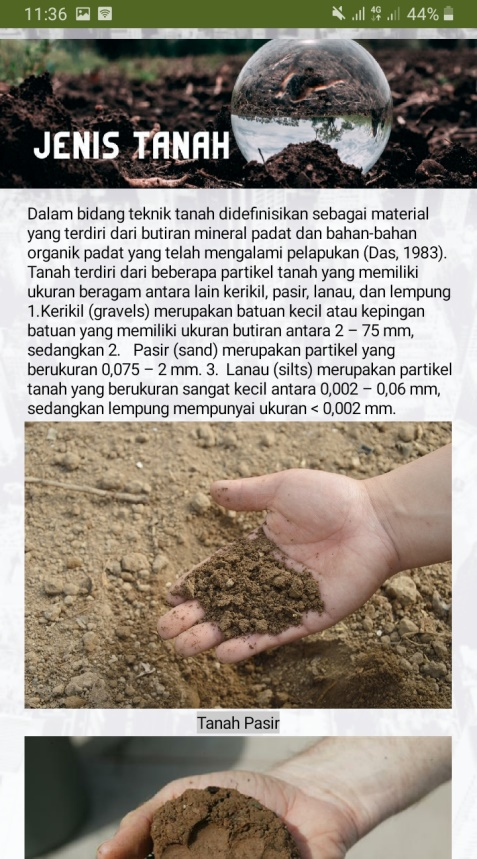 11:36 4G 44%
JENIS TANAH
Dalam bidang teknik tanah didefinisikan sebagai material
yang terdiri dari butiran mineral padat dan bahan-bahan
organik padat yang telah mengalami pelapukan (Das, 1983).
Tanah terdiri dari beberapa partikel tanah yang memiliki
ukuran beragam antara lain kerikil, pasir, lanau, dan lempung
1.Kerikil (gravels) merupakan batuan kecil atau kepingan
batuan yang memiliki ukuran butiran antara 2 – 75 mm,
sedangkan 2. Pasir (sand) merupakan partikel yang
berukuran 0,075 – 2 mm. 3. Lanau (silts) merupakan partikel
tanah yang berukuran sangat kecil antara 0,002 – 0,06 mm,
sedangkan lempung mempunyai ukuran < 0,002 mm.
Tanah Pasir